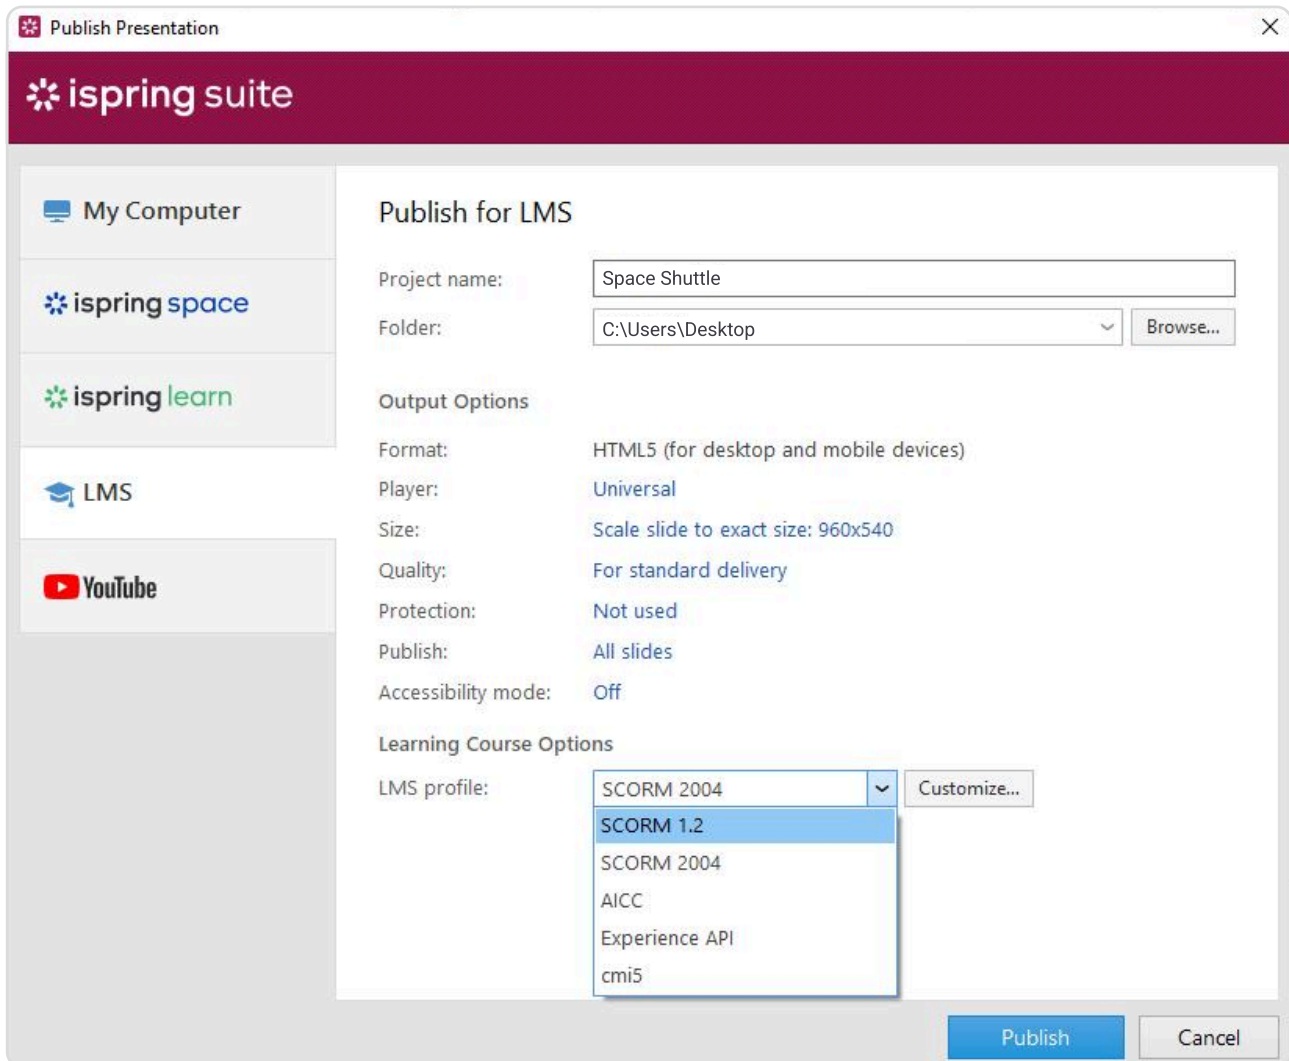 Publish Presentation
ispring suite
My Computer
ispring space
ispring learn
LMS
YouTube
Publish for LMS
Project name: Space Shuttle
Folder: C:\Users\Desktop Browse...
Output Options
Format: HTML5 (for desktop and mobile devices)
Player: Universal
Size: Scale slide to exact size: 960x540
Quality: For standard delivery
Protection: Not used
Publish: All slides
Accessibility mode: Off
Learning Course Options
LMS profile: SCORM 2004 Customize...
SCORM 1.2
SCORM 2004
AICC
Experience API
cmi5
Publish Cancel